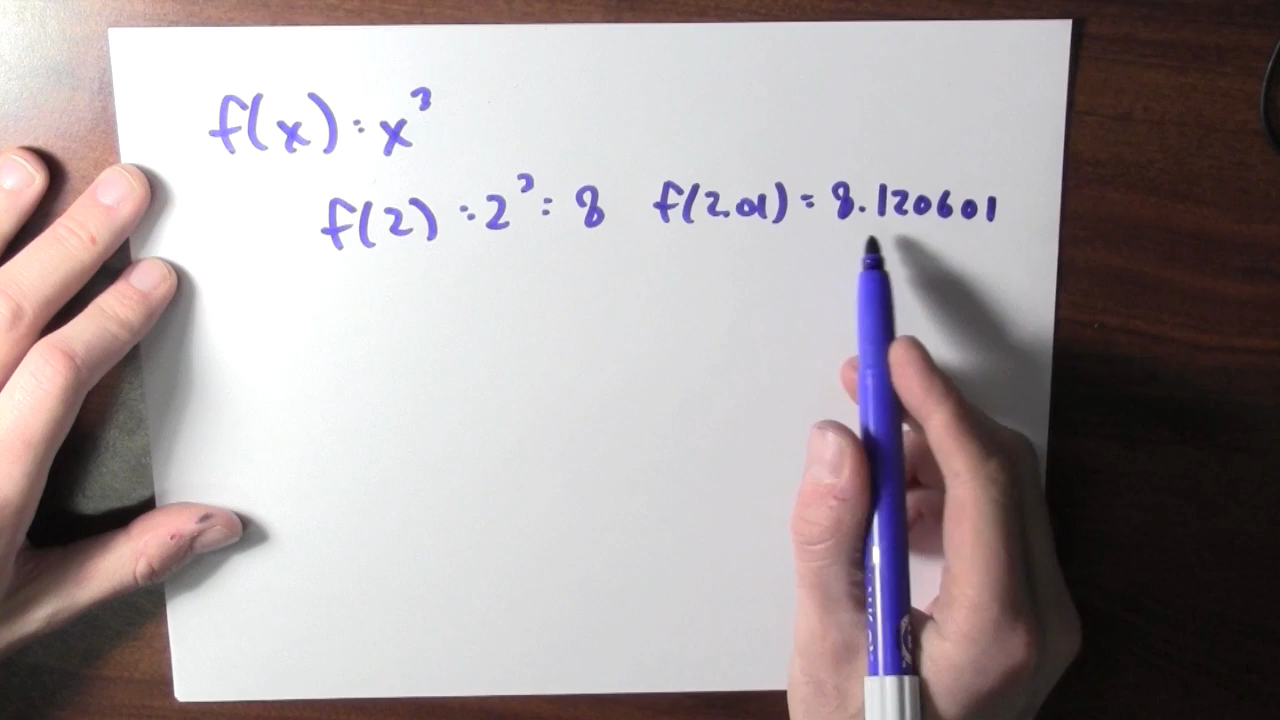 f(x) = x³
f(2) = 2³ = 8 f(2.01) = 8.120601